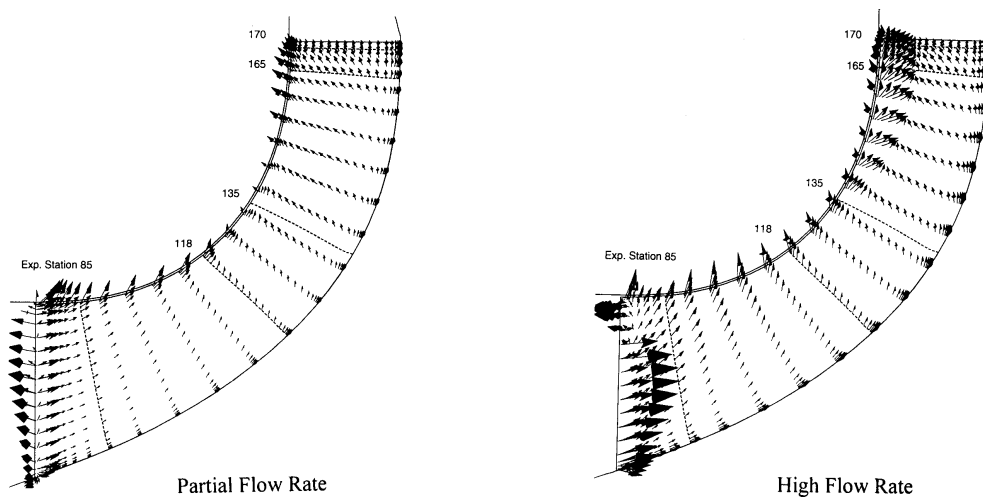 170
165
135
118
Exp. Station 85
Partial Flow Rate
170
165
135
118
Exp. Station 85
High Flow Rate